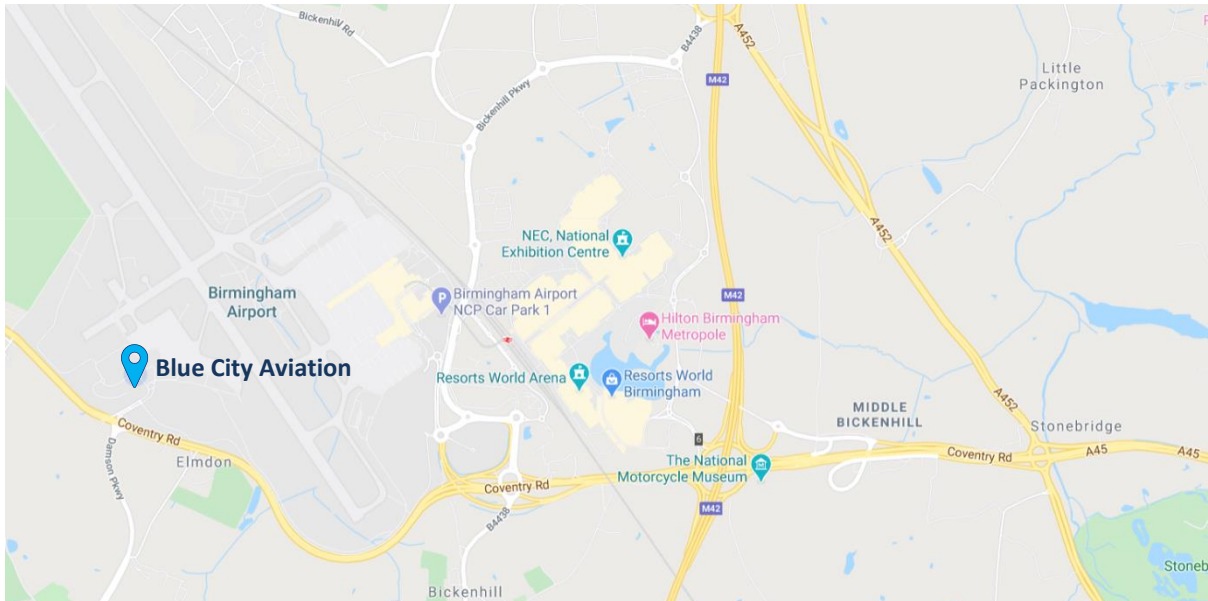 Bickenhill Rd
B4438
A452
M42
Little
Packington
Bickenhill Pkwy
A452
NEC, National
Exhibition Centre
A452
Birmingham
Airport
P
Birmingham Airport
NCP Car Park 1
M42
Hilton Birmingham
Metropole
Blue City Aviation
Resorts World Arena
Resorts World
Birmingham
A452
MIDDLE
BICKENHILL
Stonebridge
Coventry Rd
6
Damson Pkwy
Elmdon
The National
Motorcycle Museum
Coventry Rd
A45
A45
Coventry Rd
M42
B4438
Bickenhill
Stoneb